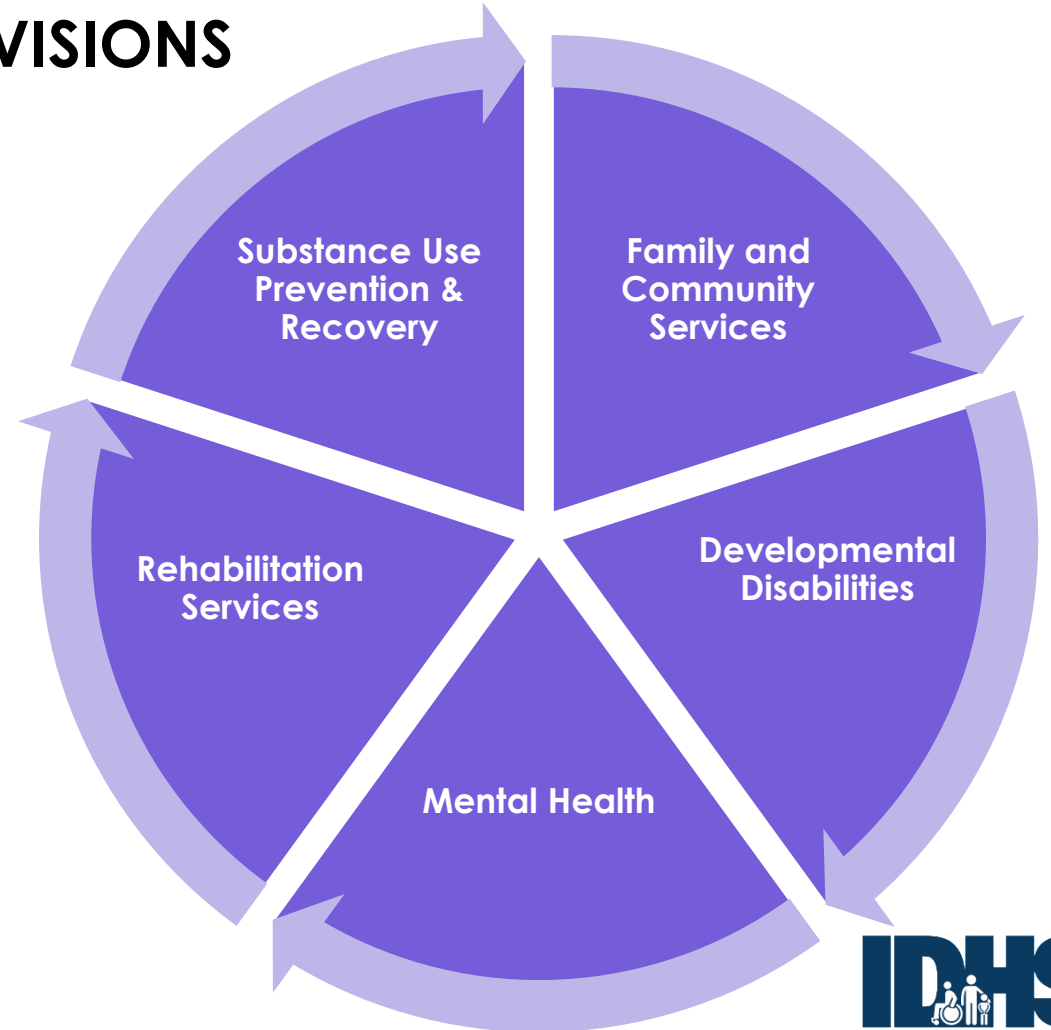 VISIONS
Substance Use
Prevention &
Recovery
Family and
Community
Services
Developmental
Disabilities
Rehabilitation
Services
Mental Health
IDHS